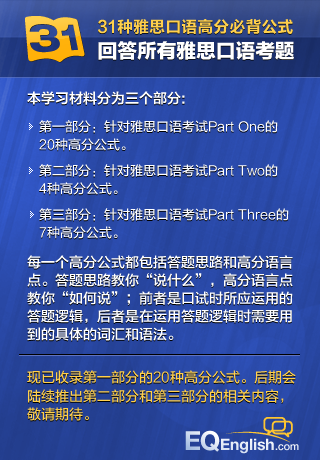 31
31种雅思口语高分必背公式
回答所有雅思口语考题
本学习材料分为三个部分:
第一部分：针对雅思口语考试Part One的
20种高分公式。
第二部分：针对雅思口语考试Part Two的
4种高分公式。
第三部分：针对雅思口语考试Part Three的
7种高分公式。
每一个高分公式都包括答题思路和高分语言
点。答题思路教你“说什么”，高分语言点
教你“如何说”；前者是口试时所应运用的
答题逻辑，后者是在运用答题逻辑时需要用
到的具体的词汇和语法。
现已收录第一部分的20种高分公式。后期会
陆续推出第二部分和第三部分的相关内容，
敬请期待。
EQEnglish.com